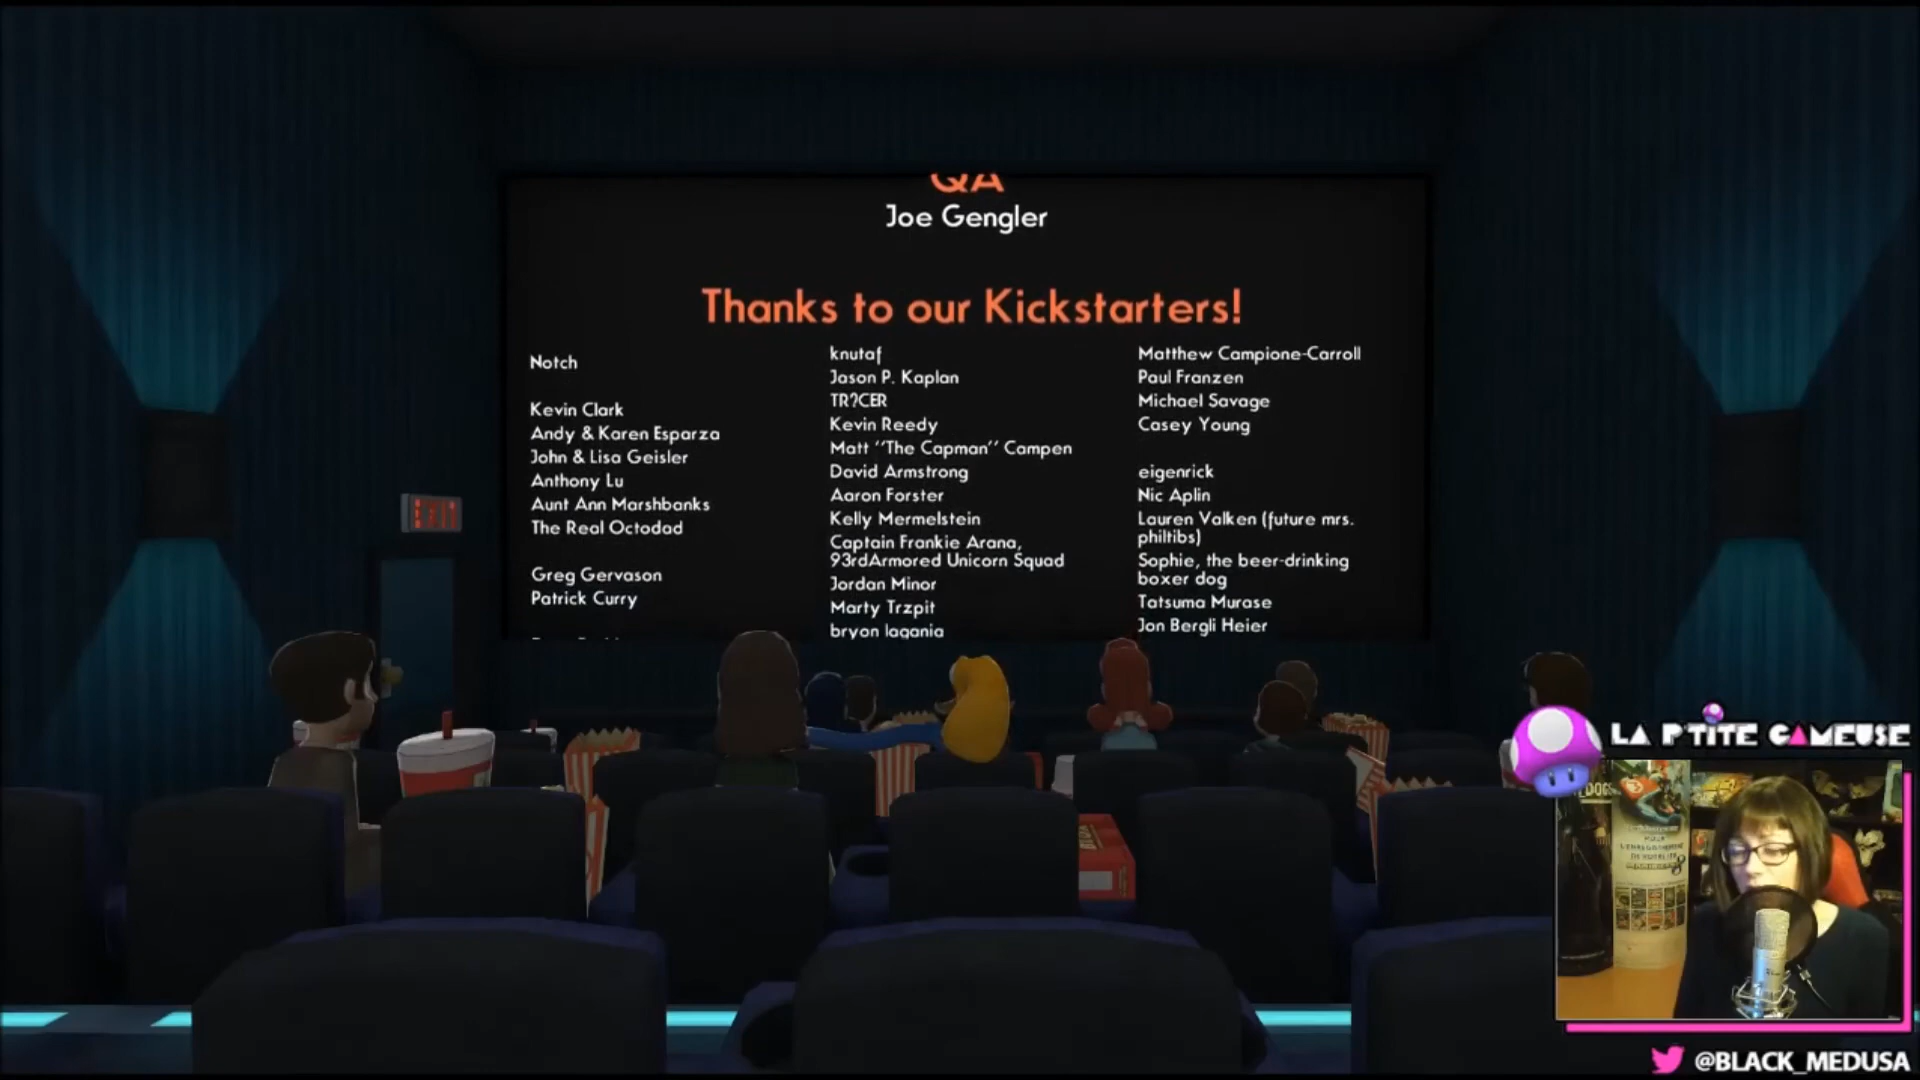 QA
Joe Gengler
Thanks to our Kickstarters!
Notch
Kevin Clark
Andy & Karen Esparza
John & Lisa Geisler
Anthony Lu
Aunt Ann Marshbanks
The Real Octodad
Greg Gervason
Patrick Curry
knutaf
Jason P. Kaplan
TR?CER
Kevin Reedy
Matt "The Capman" Campen
David Armstrong
Aaron Forster
Kelly Mermelstein
Captain Frankie Arana,
93rdArmored Unicorn Squad
Jordan Minor
Marty Trzpit
bryon lagania
Matthew Campione-Carroll
Paul Franzen
Michael Savage
Casey Young
eigenrick
Nic Aplin
Lauren Valken (future mrs.
philtibs)
Sophie, the beer-drinking
boxer dog
Tatsuma Murase
Jon Bergli Heier
EXIT
LA P'TITE GAMEUSE
@BLACK_MEDUSA